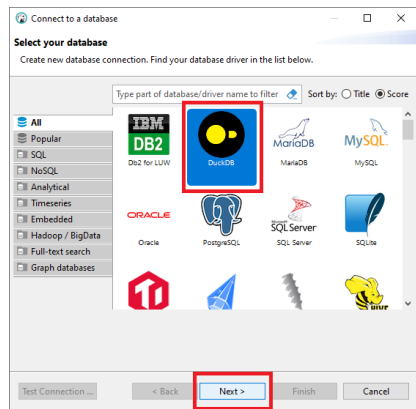 Connect to a database
Select your database
Create new database connection. Find your database driver in the list below.
Type part of database/driver name to filter
Sort by: Title Score
All
Popular
SQL
NoSQL
Analytical
Timeseries
Embedded
Hadoop / BigData
Full-text search
Graph databases
IBM
DB2
Db2 for LUW
DuckDB
MariaDB
MariaDB
MySQL
MySQL
ORACLE
Oracle
PostgreSQL
SQL Server
SQL Server
SQLite
HIVE
Test Connection ...
< Back
Next >
Finish
Cancel